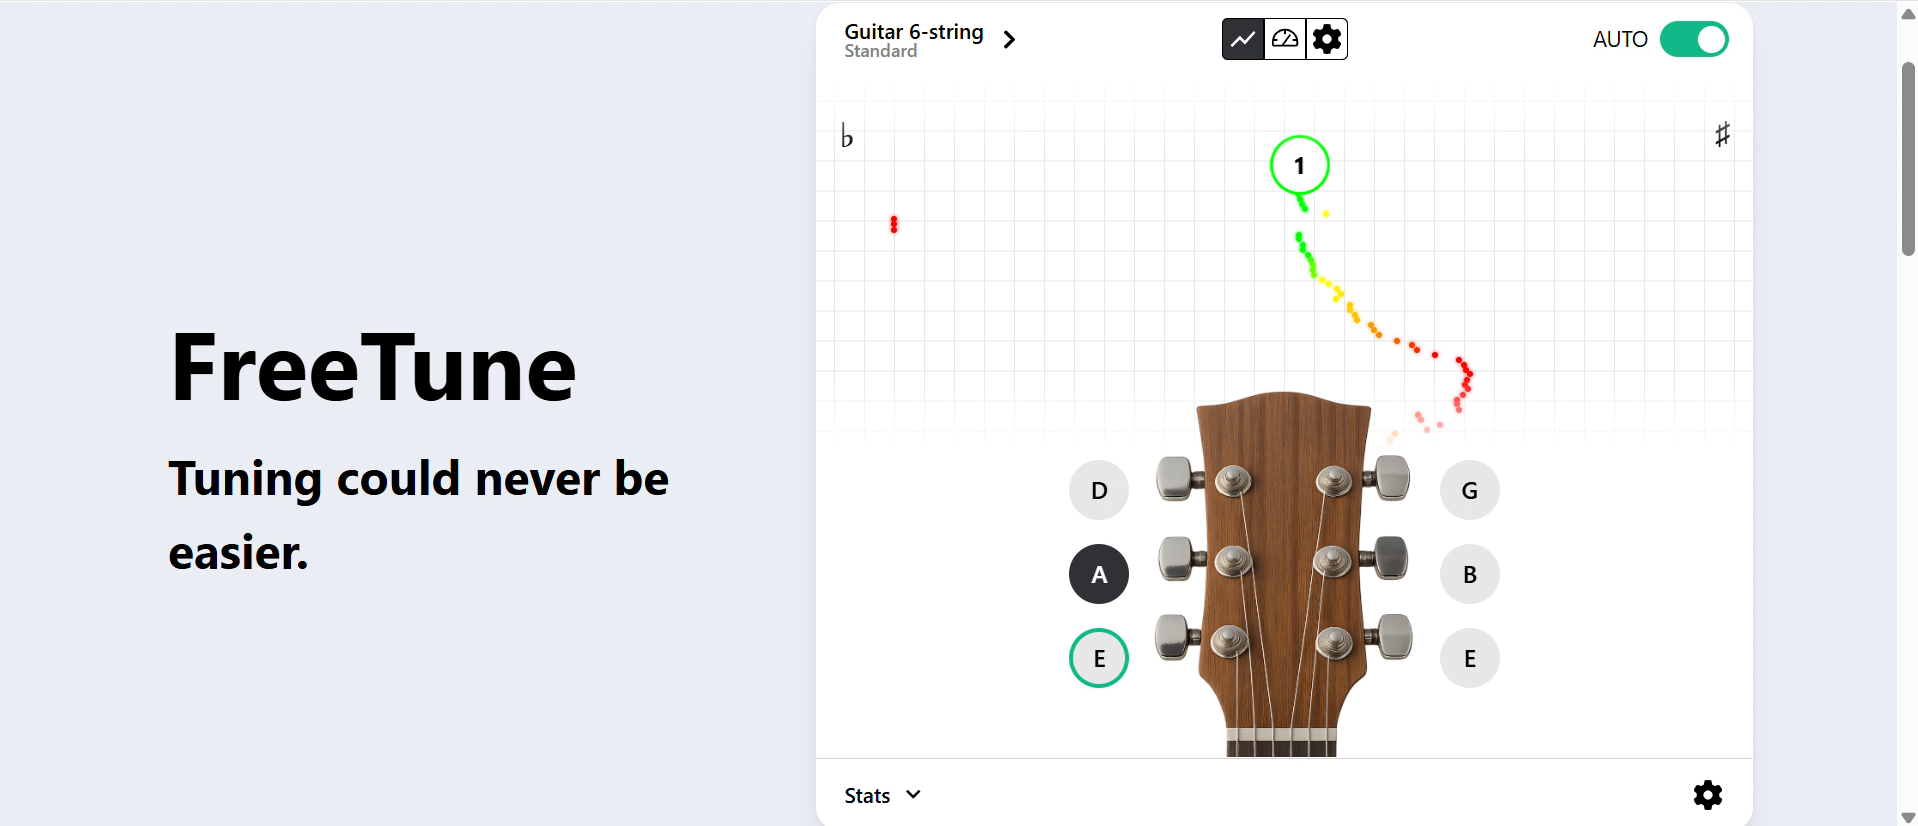 Guitar 6-string
Standard
AUTO
♭
♯
1
FreeTune
Tuning could never be
easier.
D
G
A
B
E
E
Stats